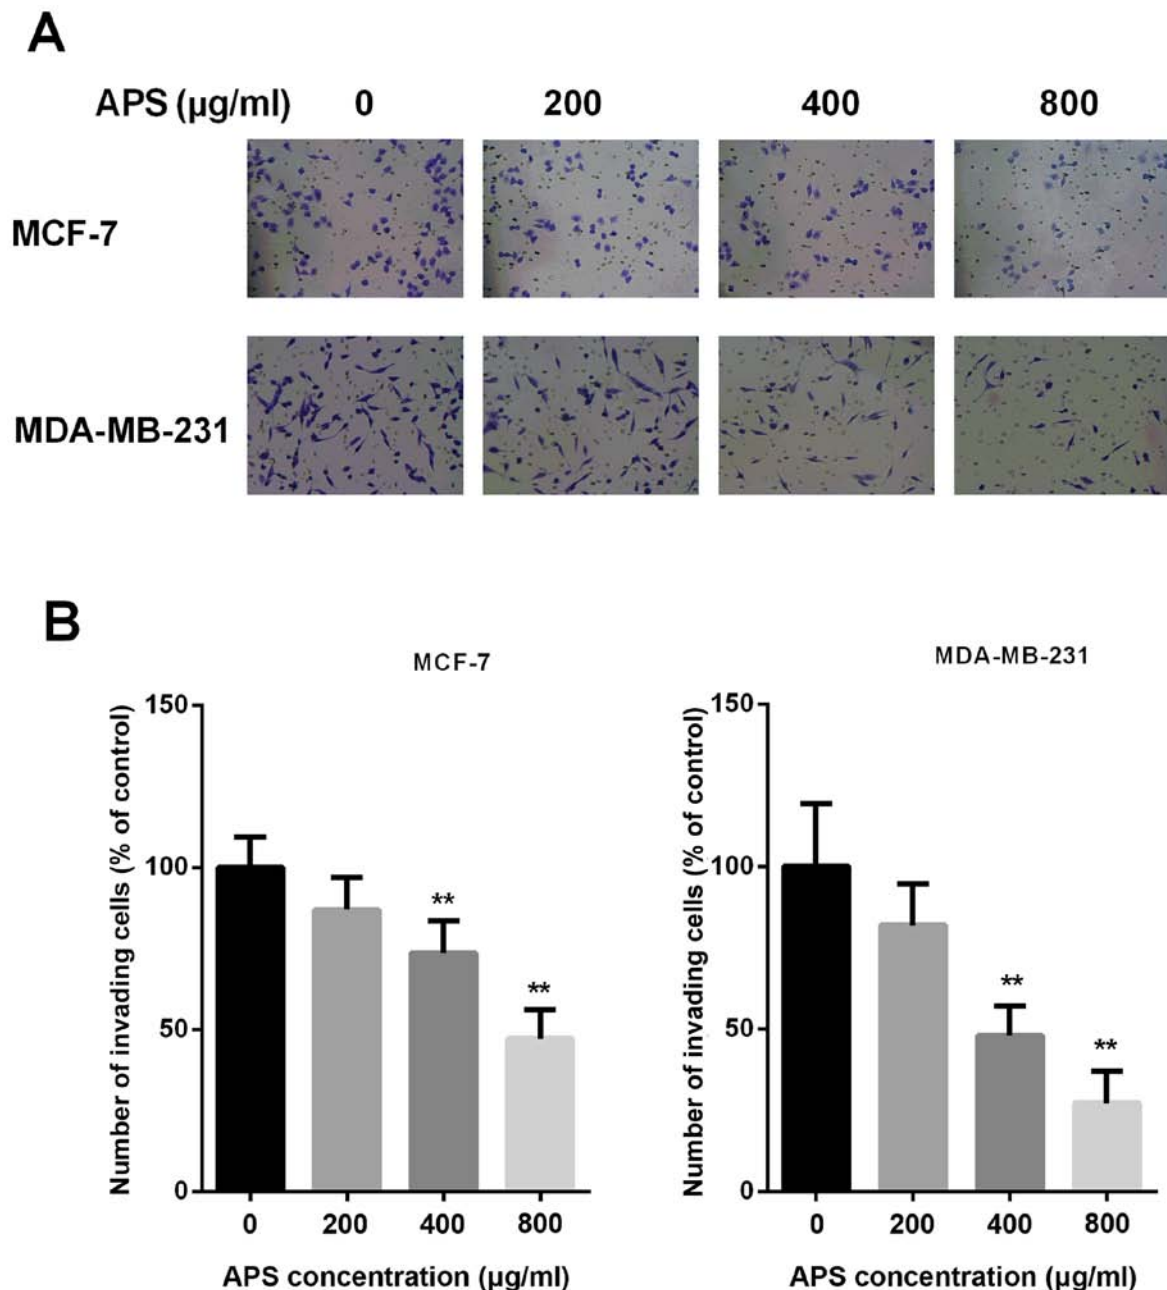 A
APS (µg/ml) 0 200 400 800
MCF-7
MDA-MB-231
B
MCF-7
150
100
50
0
Number of invading cells (% of control)
**
**
0 200 400 800
APS concentration (µg/ml)
MDA-MB-231
150
100
50
0
Number of invading cells (% of control)
**
**
0 200 400 800
APS concentration (µg/ml)